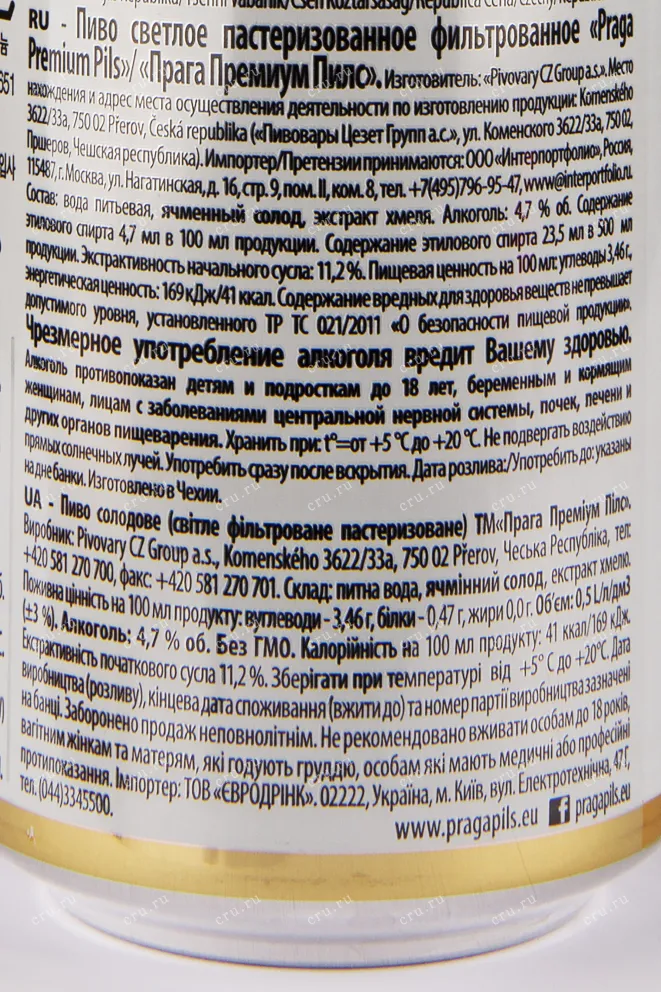 Vabänik/Cseh Köztársaság/Republica Cehă/Czechy/
RU - Пиво светлое пастеризованное фильтрованное «Praga
Premium Pils»/ «Прага Премиум Пилс». Изготовитель: «Pivovary CZ Group a.s.». Место
нахождения и адрес места осуществления деятельности по изготовлению продукции: Komenského
3622/33a, 750 02 Přerov, Česká republika («Пивовары Цезет Групп а.с.», ул. Коменского 3622/33а, 750 02,
Пршеров, Чешская республика). Импортер/Претензии принимаются: ООО «Интерпортфолио», Россия,
115487, г. Москва, ул. Нагатинская, д. 16, стр. 9, пом. II, ком. 8, тел. +7(495)796-95-47, www@interportfolio.ru.
Состав: вода питьевая, ячменный солод, экстракт хмеля. Алкоголь: 4,7 % об. Содержание
этилового спирта 4,7 мл в 100 мл продукции. Содержание этилового спирта 23,5 мл в 500 мл
продукции. Экстрактивность начального сусла: 11,2 %. Пищевая ценность на 100 мл: углеводы 3,46 г,
энергетическая ценность: 169 кДж/41 ккал. Содержание вредных для здоровья веществ не превышает
допустимого уровня, установленного ТР ТС 021/2011 «О безопасности пищевой продукции».
Чрезмерное употребление алкоголя вредит Вашему здоровью.
Алкоголь противопоказан детям и подросткам до 18 лет, беременным и кормящим
женщинам, лицам с заболеваниями центральной нервной системы, почек, печени и
других органов пищеварения. Хранить при: t°=от +5 °C до +20 °C. Не подвергать воздействию
прямых солнечных лучей. Употребить сразу после вскрытия. Дата розлива:/Употребить до: указаны
на дне банки. Изготовлено в Чехии.
UA - Пиво солодове (світле фільтроване пастеризоване) ТМ«Прага Преміум Пілс».
Виробник: Pivovary CZ Group a.s., Komenského 3622/33a, 750 02 Přerov, Чеська Республіка, тел:
+420 581 270 700, факс: +420 581 270 701. Склад: питна вода, ячмінний солод, екстракт хмелю.
Поживна цінність на 100 мл продукту: вуглеводи - 3,46 г, білки - 0,47 г, жири 0,0 г. Об'єм: 0,5 L/л/дм3
(±3 %). Алкоголь: 4,7 % об. Без ГМО. Калорійність на 100 мл продукту: 41 ккал/169 кДж.
Екстрактивність початкового сусла 11,2 %. Зберігати при температурі від +5° С до +20°С. Дата
виробництва (розливу), кінцева дата споживання (вжити до) та номер партії виробництва зазначені
на банці. Заборонено продаж неповнолітнім. Не рекомендовано вживати особам до 18 років,
вагітним жінкам та матерям, які годують груддю, особам які мають медичні або професійні
протипоказання. Імпортер: ТОВ «ЄВРОДРІНК». 02222, Україна, м. Київ, вул. Електротехнічна, 47 Г,
тел. (044)3345500.
www.pragapils.eu f pragapils.eu